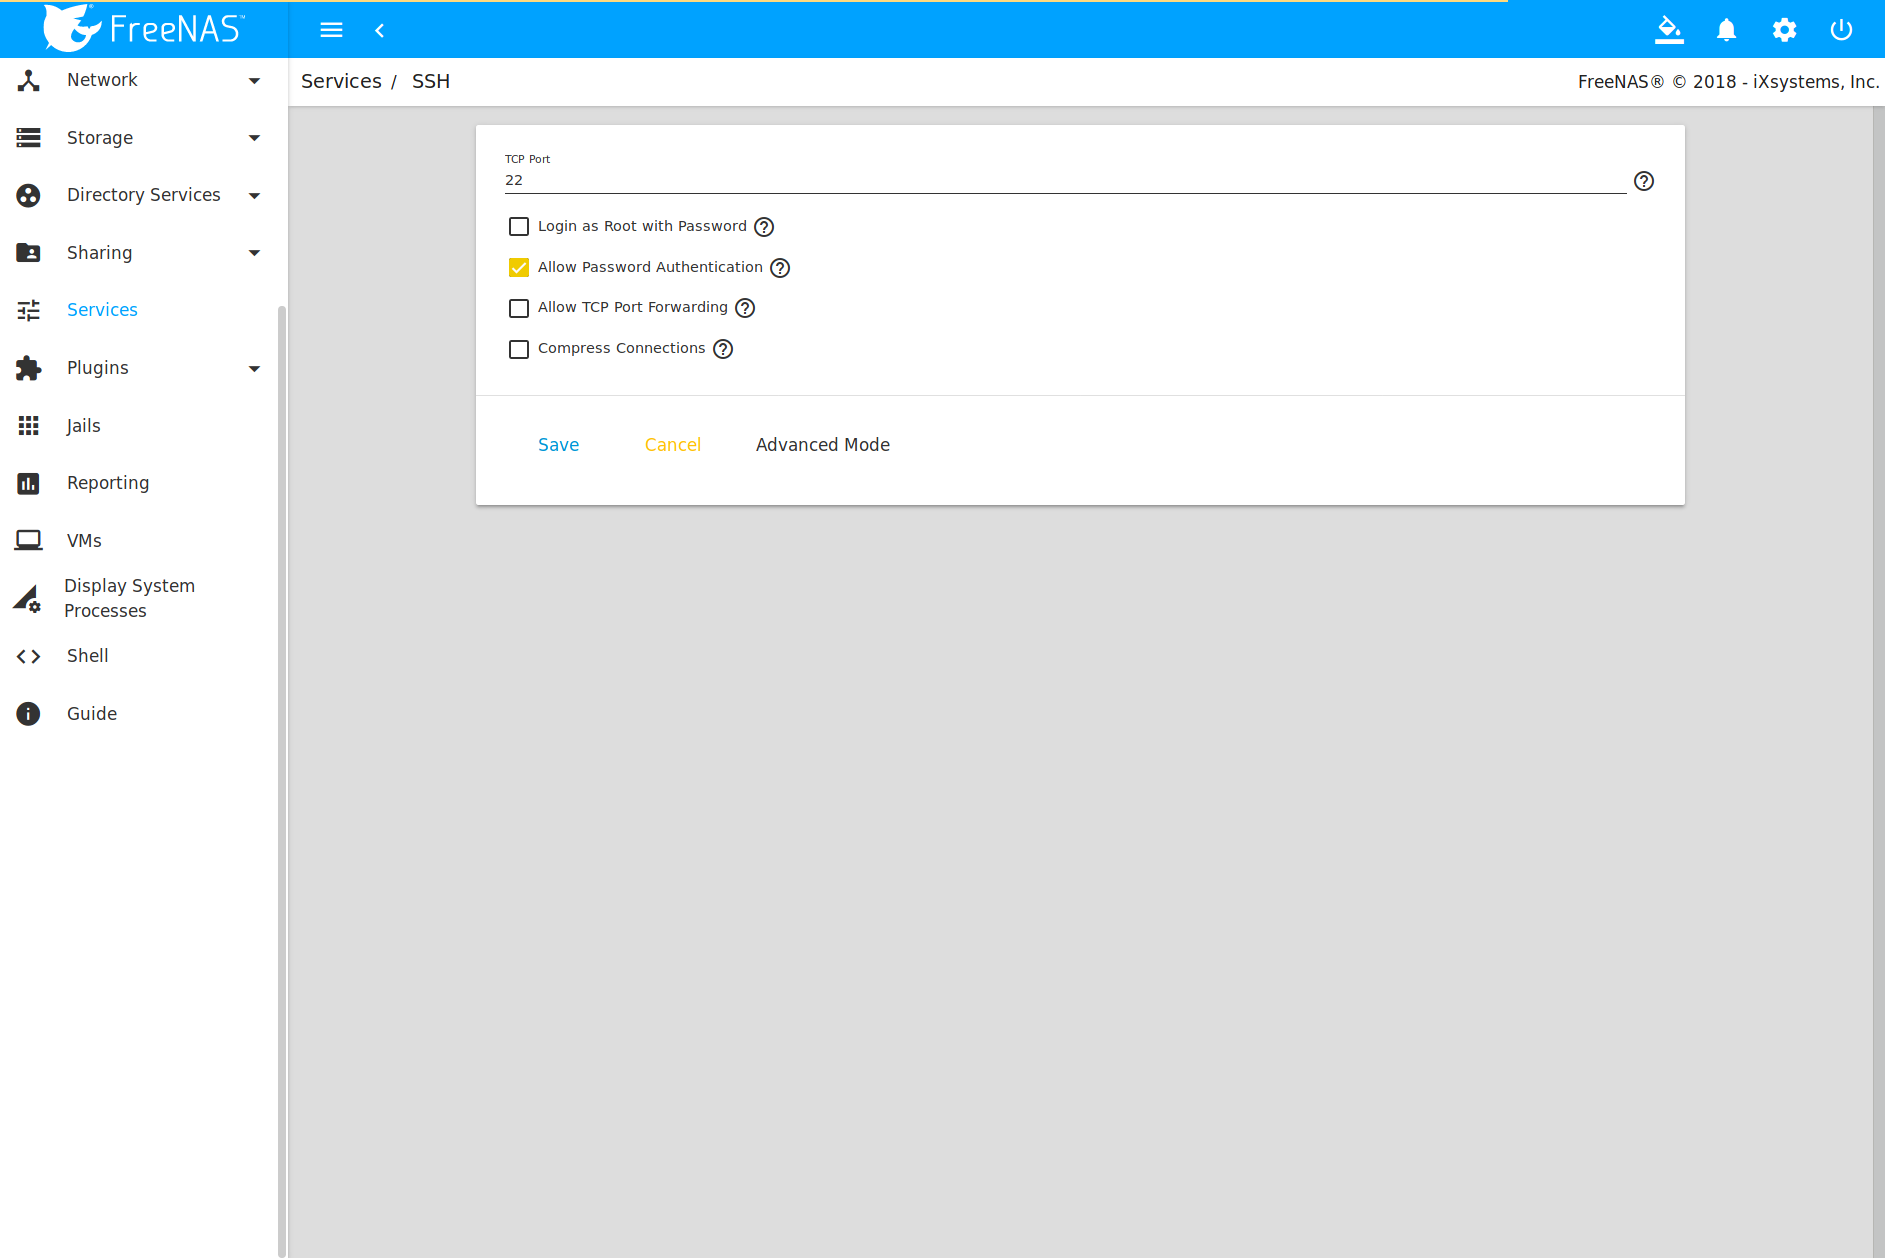 FreeNAS™
Services / SSH
FreeNAS® © 2018 - iXsystems, Inc.
Network
Storage
Directory Services
Sharing
Services
Plugins
Jails
Reporting
VMs
Display System
Processes
Shell
Guide
TCP Port
22
Login as Root with Password
Allow Password Authentication
Allow TCP Port Forwarding
Compress Connections
Save Cancel Advanced Mode